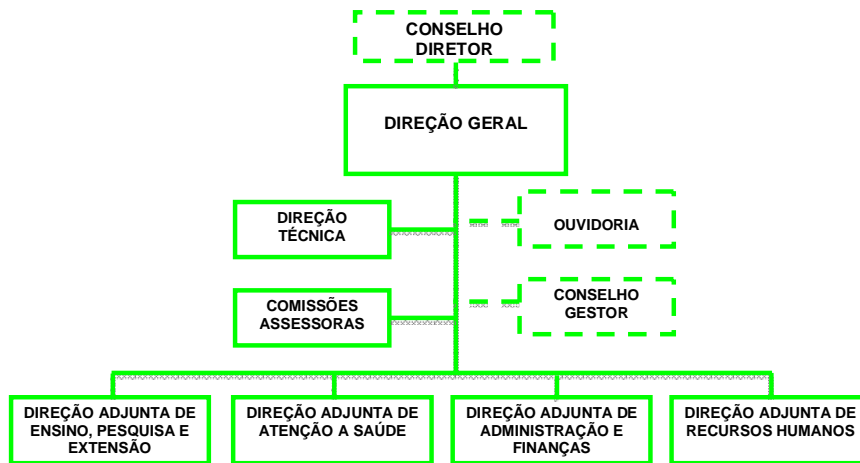 CONSELHO
DIRETOR
DIREÇÃO GERAL
DIREÇÃO
TÉCNICA
OUVIDORIA
COMISSÕES
ASSESSORAS
CONSELHO
GESTOR
DIREÇÃO ADJUNTA DE
ENSINO, PESQUISA E
EXTENSÃO
DIREÇÃO ADJUNTA DE
ATENÇÃO A SAÚDE
DIREÇÃO ADJUNTA DE
ADMINISTRAÇÃO E
FINANÇAS
DIREÇÃO ADJUNTA DE
RECURSOS HUMANOS